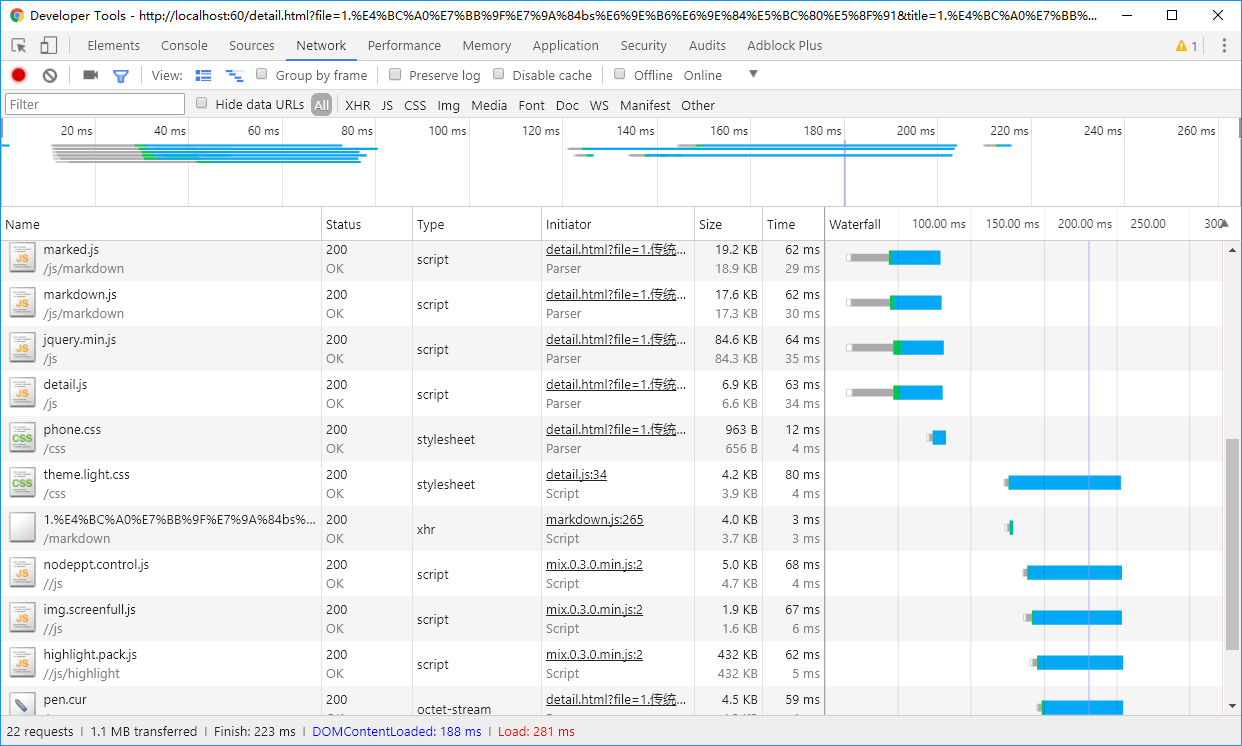 Developer Tools - http://localhost:60/detail.html?file=1.%E4%BC%A0%E7%BB%9F%E7%9A%84bs%E6%9E%B6%E6%9E%84%E5%BC%80%E5%8F%91&title=1.%E4%BC%A0%E7%BB%...
Elements Console Sources Network Performance Memory Application Security Audits Adblock Plus 1
View: Group by frame Preserve log Disable cache Offline Online
Filter Hide data URLs All XHR JS CSS Img Media Font Doc WS Manifest Other
20 ms 40 ms 60 ms 80 ms 100 ms 120 ms 140 ms 160 ms 180 ms 200 ms 220 ms 240 ms 260 ms
Name Status Type Initiator Size Time Waterfall 100.00 ms 150.00 ms 200.00 ms 250.00 300
marked.js 200 script detail.html?file=1.传统... 19.2 KB 62 ms
/js/markdown OK Parser 18.9 KB 29 ms
markdown.js 200 script detail.html?file=1.传统... 17.6 KB 62 ms
/js/markdown OK Parser 17.3 KB 30 ms
jquery.min.js 200 script detail.html?file=1.传统... 84.6 KB 64 ms
/js OK Parser 84.3 KB 35 ms
detail.js 200 script detail.html?file=1.传统... 6.9 KB 63 ms
/js OK Parser 6.6 KB 34 ms
phone.css 200 stylesheet detail.html?file=1.传统... 963 B 12 ms
/css OK Parser 656 B 4 ms
theme.light.css 200 stylesheet detail.js:34 4.2 KB 80 ms
/css OK Script 3.9 KB 4 ms
1.%E4%BC%A0%E7%BB%9F%E7%9A%84bs%... 200 xhr markdown.js:265 4.0 KB 3 ms
/markdown OK Script 3.7 KB 3 ms
nodeppt.control.js 200 script mix.0.3.0.min.js:2 5.0 KB 68 ms
//js OK Script 4.7 KB 4 ms
img.screenfull.js 200 script mix.0.3.0.min.js:2 1.9 KB 67 ms
//js OK Script 1.6 KB 6 ms
highlight.pack.js 200 script mix.0.3.0.min.js:2 432 KB 62 ms
//js/highlight OK Script 432 KB 5 ms
pen.cur 200 octet-stream detail.html?file=1.传统... 4.5 KB 59 ms
22 requests | 1.1 MB transferred | Finish: 223 ms | DOMContentLoaded: 188 ms | Load: 281 ms